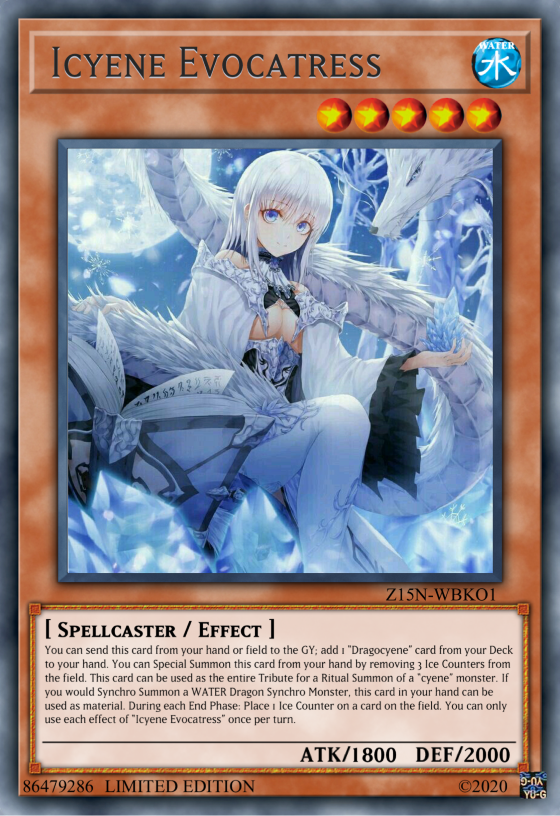 Icyene Evocatress
WATER
水
Z15N-WBKO1
[ Spellcaster / Effect ]
You can send this card from your hand or field to the GY; add 1 "Dragocyene" card from your Deck
to your hand. You can Special Summon this card from your hand by removing 3 Ice Counters from
the field. This card can be used as the entire Tribute for a Ritual Summon of a "cyene" monster. If
you would Synchro Summon a WATER Dragon Synchro Monster, this card in your hand can be
used as material. During each End Phase: Place 1 Ice Counter on a card on the field. You can only
use each effect of "Icyene Evocatress" once per turn.
ATK/1800 DEF/2000
86479286 LIMITED EDITION
©2020